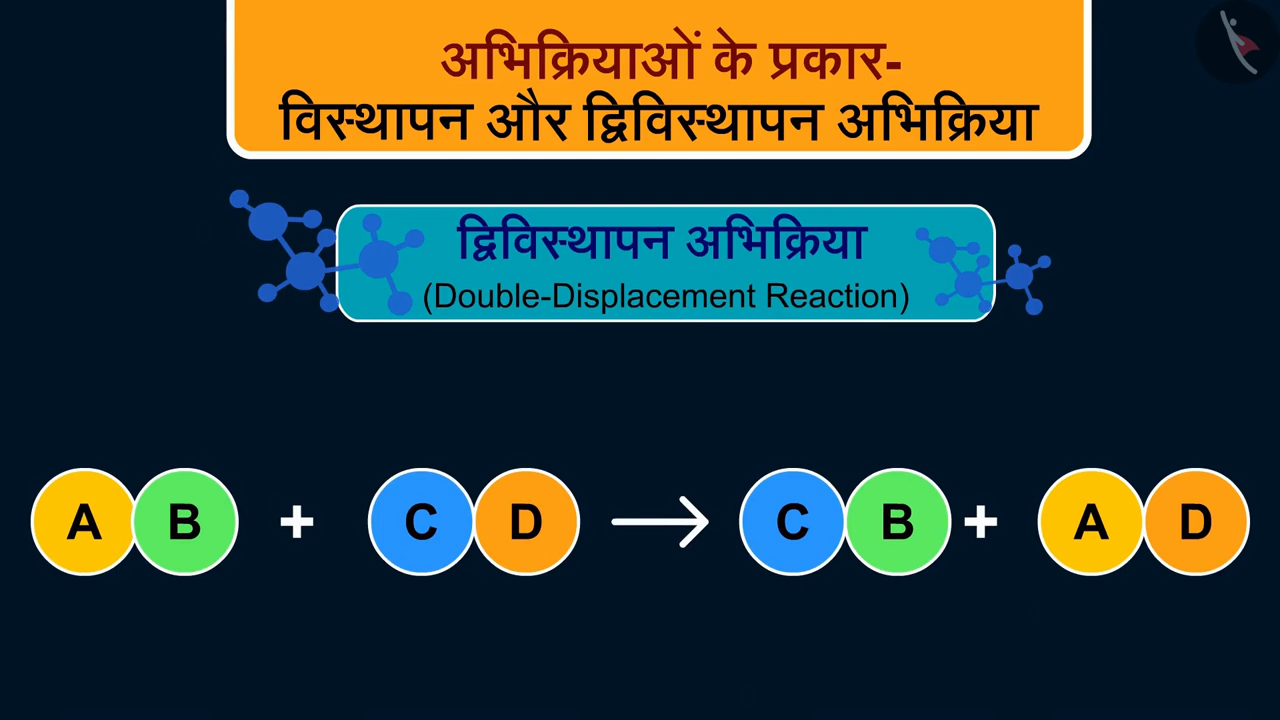 अभिक्रियाओं के प्रकार-
विस्थापन और द्विविस्थापन अभिक्रिया
द्विविस्थापन अभिक्रिया
(Double-Displacement Reaction)
A B + C D → C B + A D